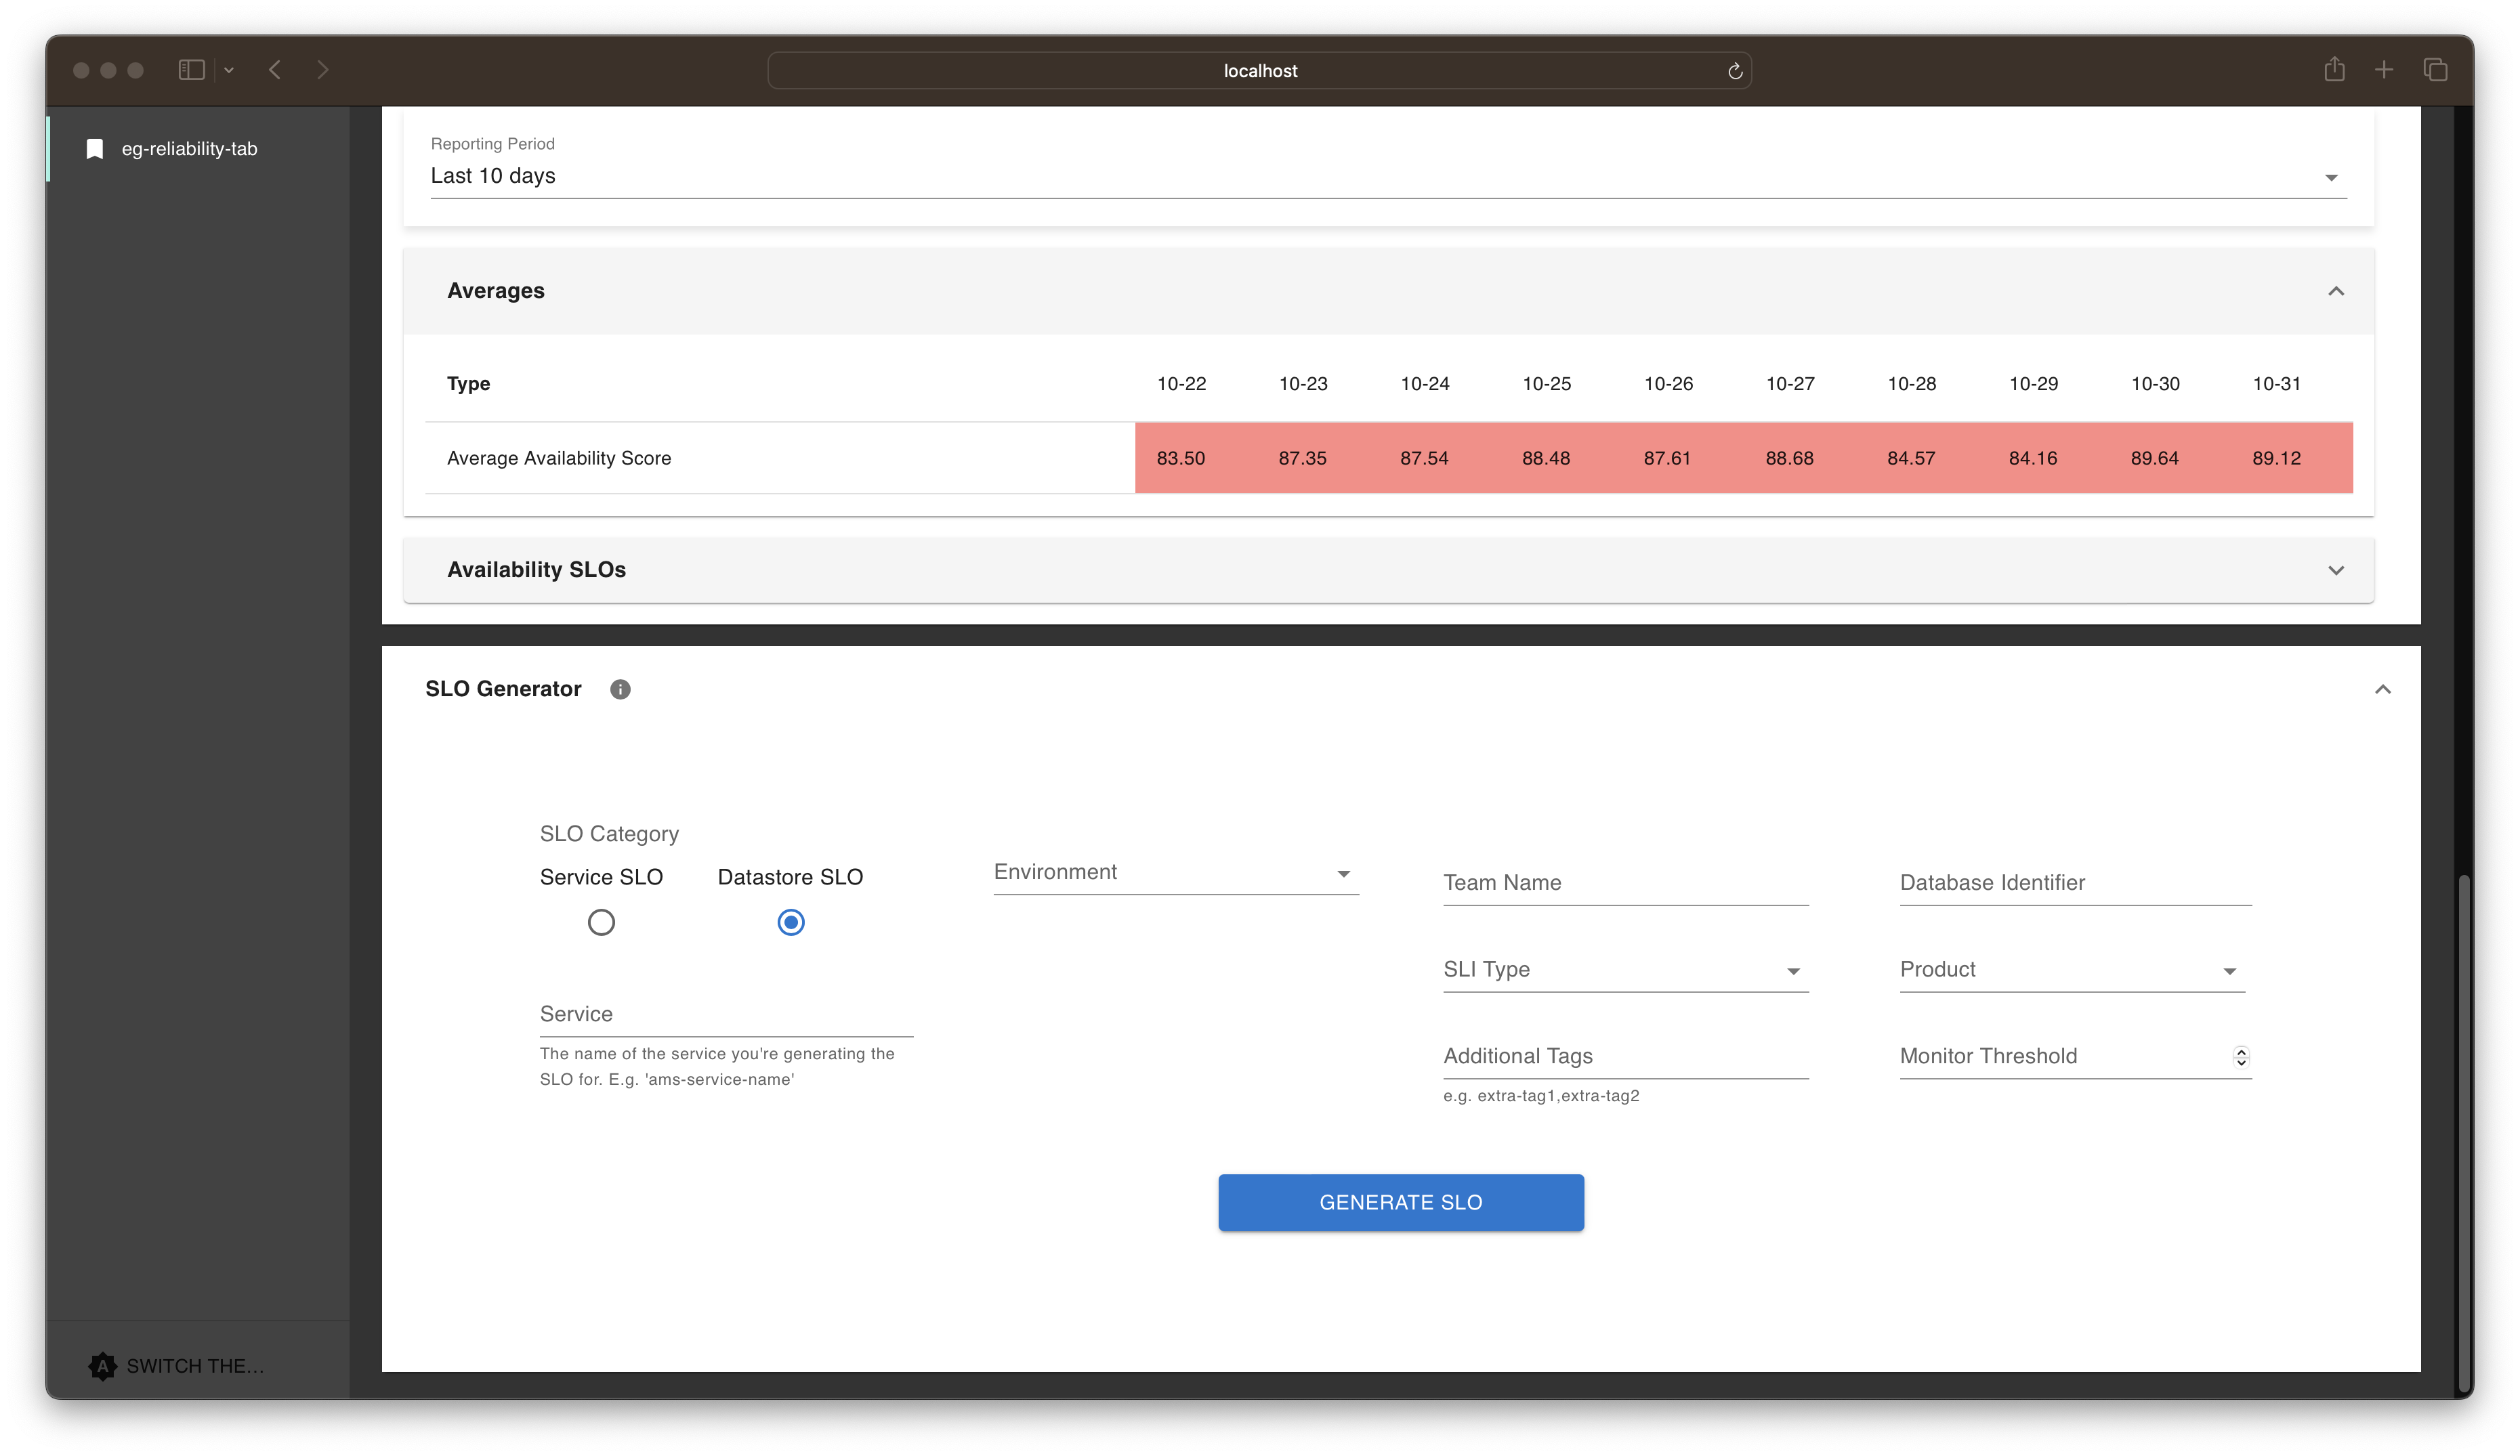 localhost
eg-reliability-tab
Reporting Period
Last 10 days
Averages
Type 10-22 10-23 10-24 10-25 10-26 10-27 10-28 10-29 10-30 10-31
Average Availability Score 83.50 87.35 87.54 88.48 87.61 88.68 84.57 84.16 89.64 89.12
Availability SLOs
SLO Generator
SLO Category
Service SLO Datastore SLO
Environment
Team Name
Database Identifier
SLI Type
Product
Service
The name of the service you're generating the
SLO for. E.g. 'ams-service-name'
Additional Tags
e.g. extra-tag1,extra-tag2
Monitor Threshold
GENERATE SLO
A SWITCH THE...